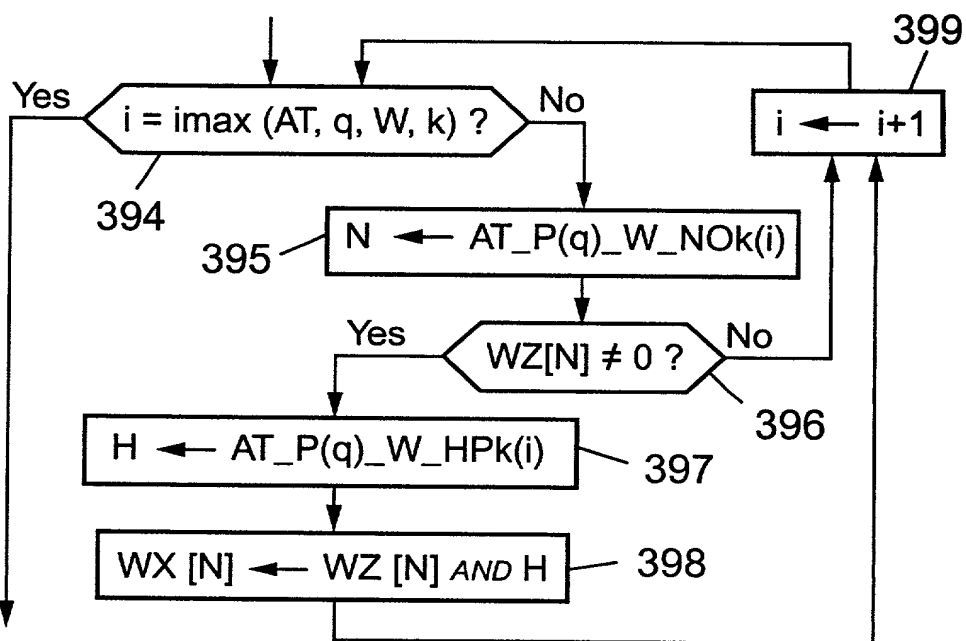 399
Yes
i = imax (AT, q, W, k) ?
No
i ← i+1
394
395
N ← AT_P(q)_W_NOk(i)
Yes
WZ[N] ≠ 0 ?
No
396
H ← AT_P(q)_W_HPk(i)
397
WX [N] ← WZ [N] AND H
398